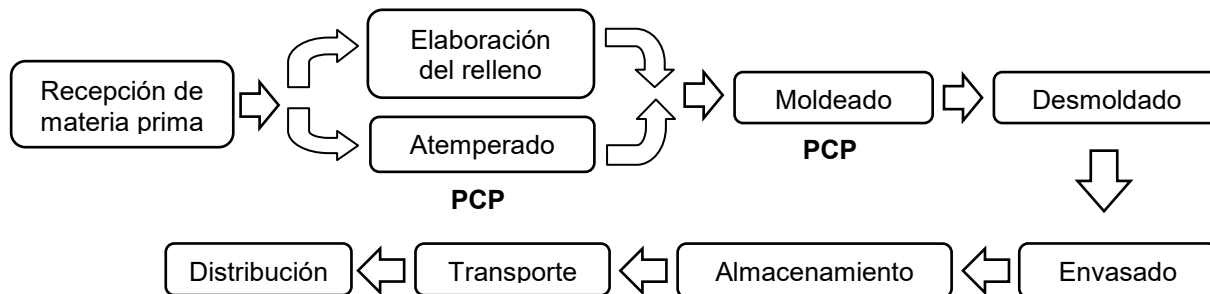 Recepción de
materia prima
Elaboración
del relleno
Atemperado
PCP
Moldeado
PCP
Desmoldado
Envasado
Almacenamiento
Transporte
Distribución